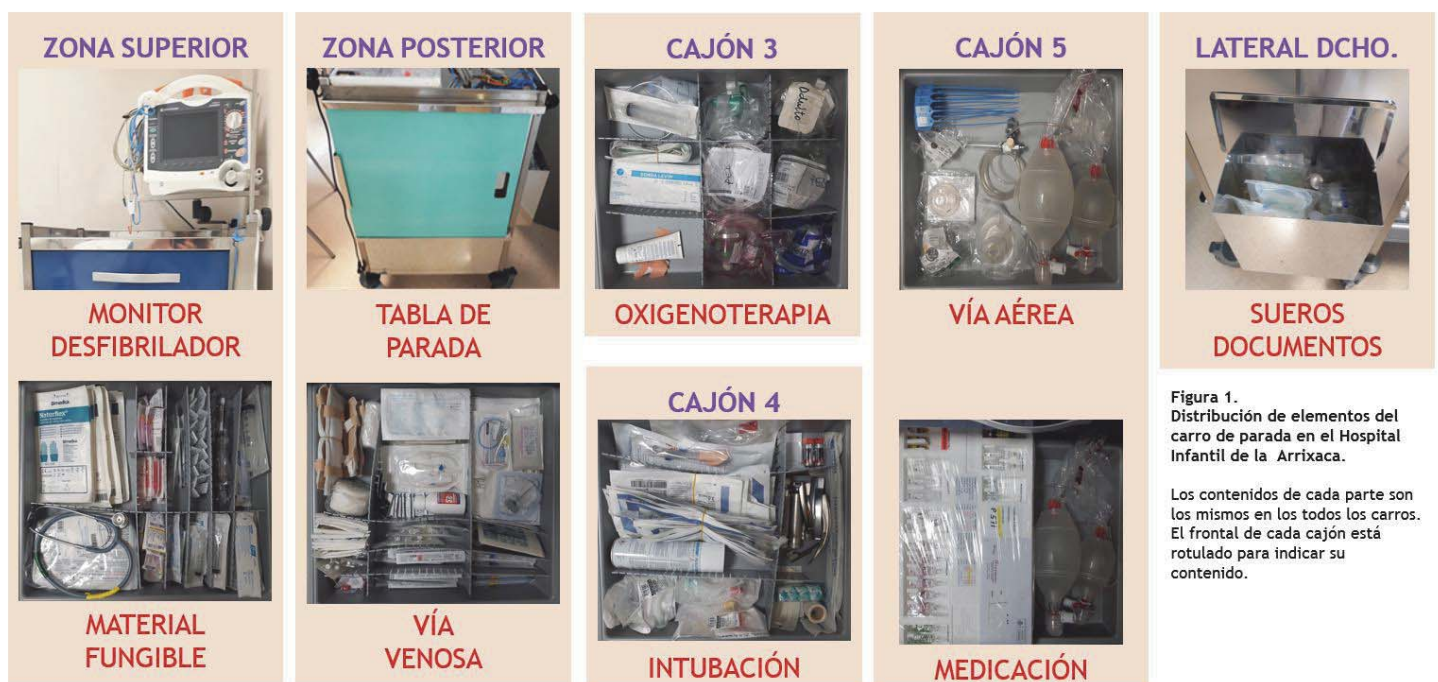 ZONA SUPERIOR
MONITOR
DESFIBRILADOR
MATERIAL
FUNGIBLE
ZONA POSTERIOR
TABLA DE
PARADA
VÍA
VENOSA
CAJÓN 3
Adulto
SONDA LEVIN
OXIGENOTERAPIA
CAJÓN 4
INTUBACIÓN
CAJÓN 5
VÍA AÉREA
MEDICACIÓN
LATERAL DCHO.
SUEROS
DOCUMENTOS
Figura 1.
Distribución de elementos del
carro de parada en el Hospital
Infantil de la Arrixaca.
Los contenidos de cada parte son
los mismos en los todos los carros.
El frontal de cada cajón está
rotulado para indicar su
contenido.